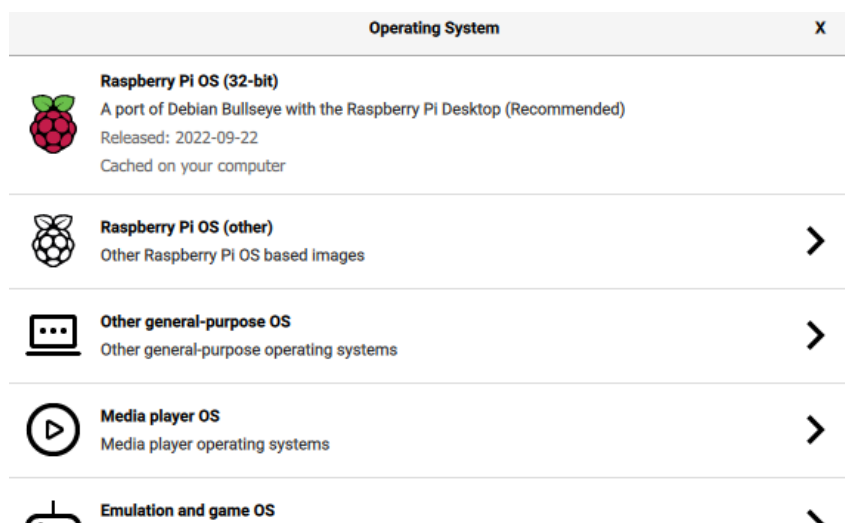 Operating System X
Raspberry Pi OS (32-bit)
A port of Debian Bullseye with the Raspberry Pi Desktop (Recommended)
Released: 2022-09-22
Cached on your computer
Raspberry Pi OS (other)
Other Raspberry Pi OS based images
Other general-purpose OS
Other general-purpose operating systems
Media player OS
Media player operating systems
Emulation and game OS